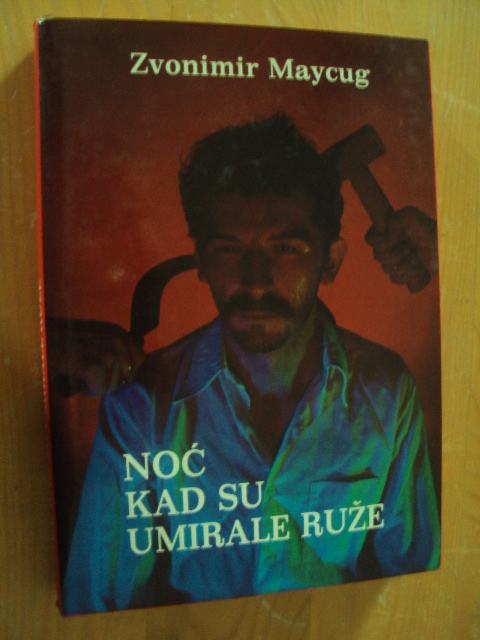 Zvonimir Maycug
NOĆ
KAD SU
UMIRALE RUŽE